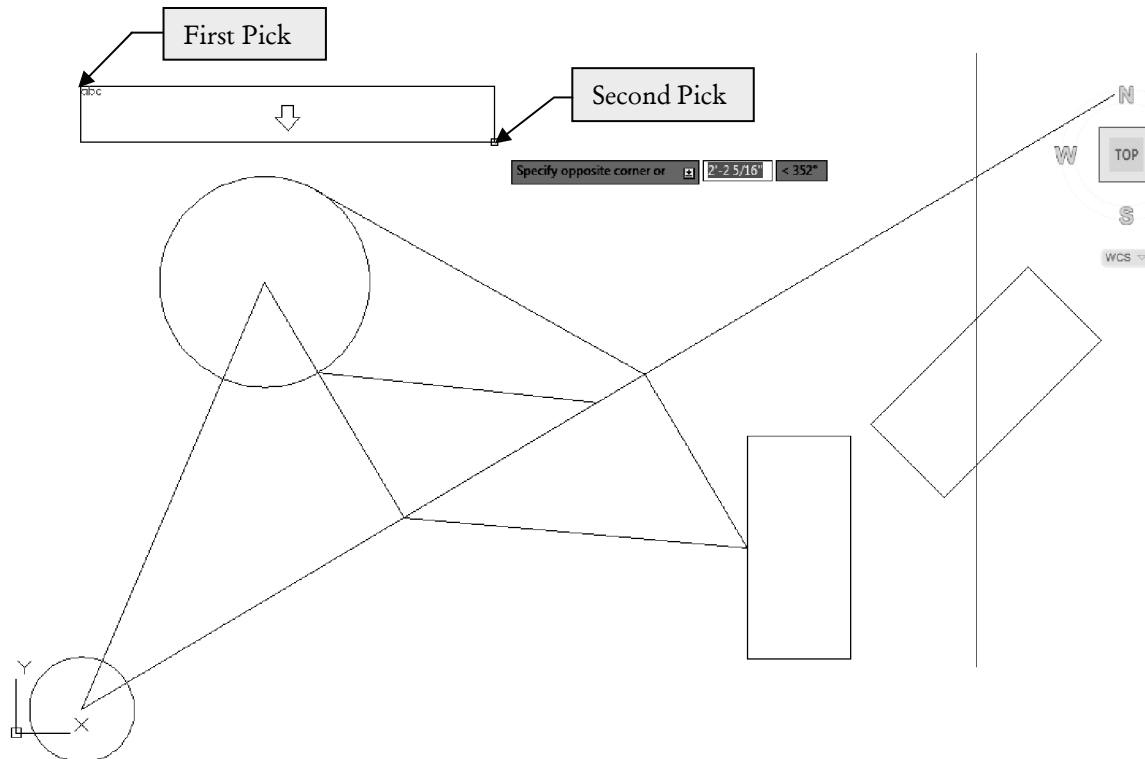 First Pick
abc
Second Pick
Specify opposite corner or 2'-2 5/16" < 352°
N
W
TOP
S
WCS
Y
X